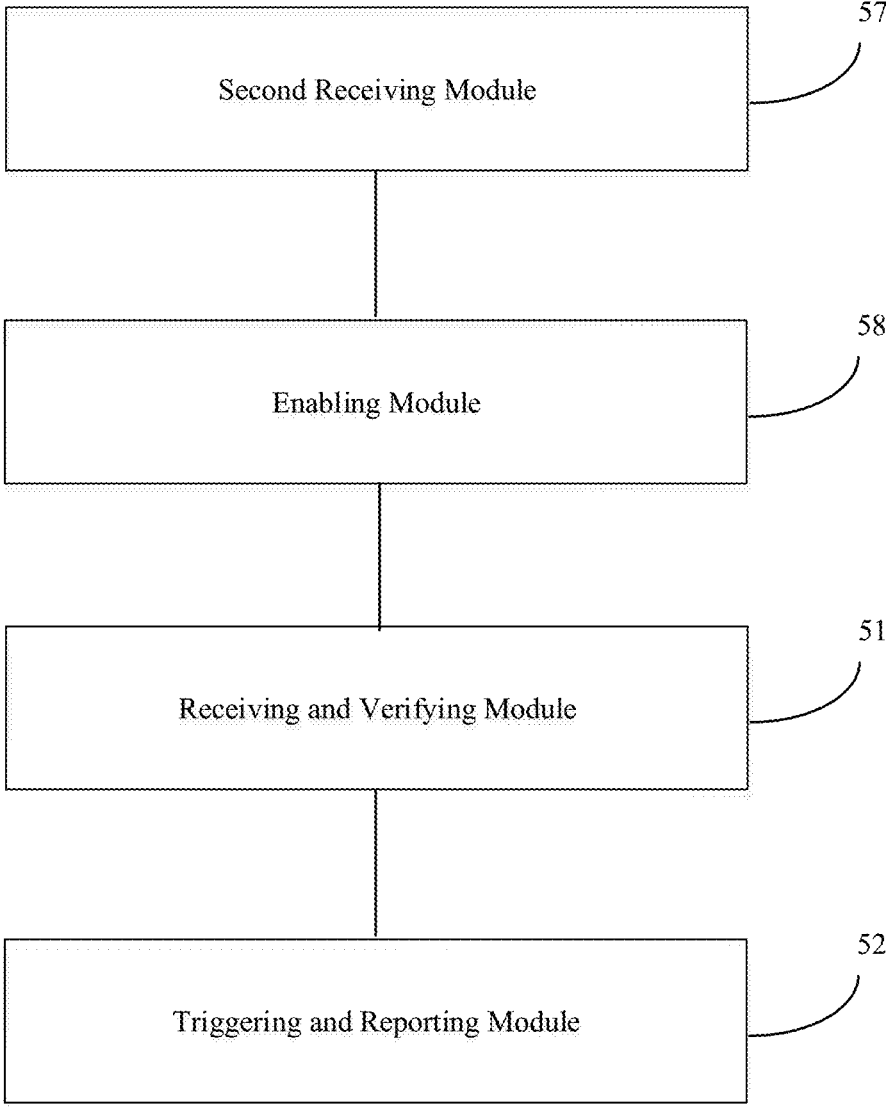 57
Second Receiving Module
58
Enabling Module
51
Receiving and Verifying Module
52
Triggering and Reporting Module